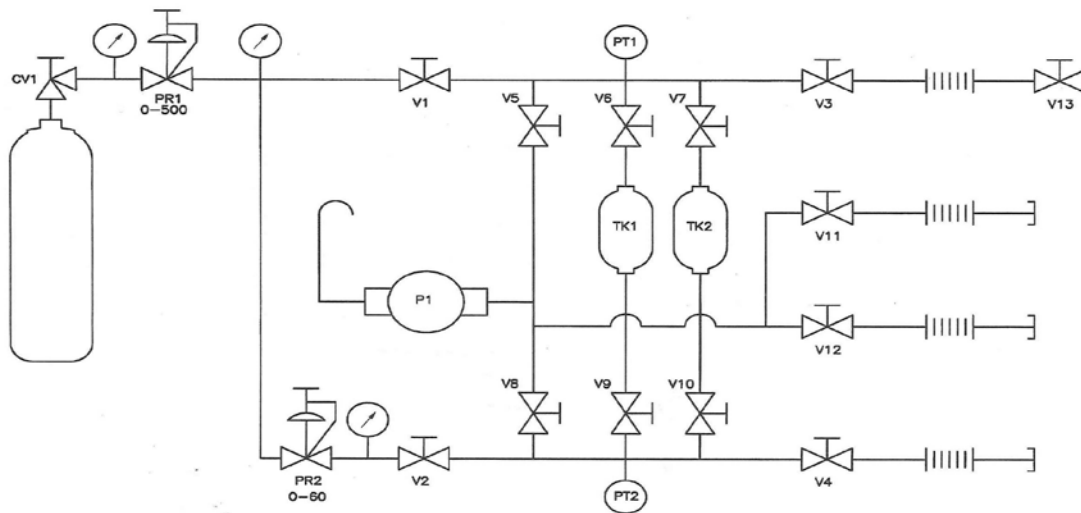 PT1
CV1
PR1
0-500
V1
V5
V6
V7
V3
V13
TK1
TK2
V11
P1
V12
V8
V9
V10
PR2
0-60
V2
PT2
V4